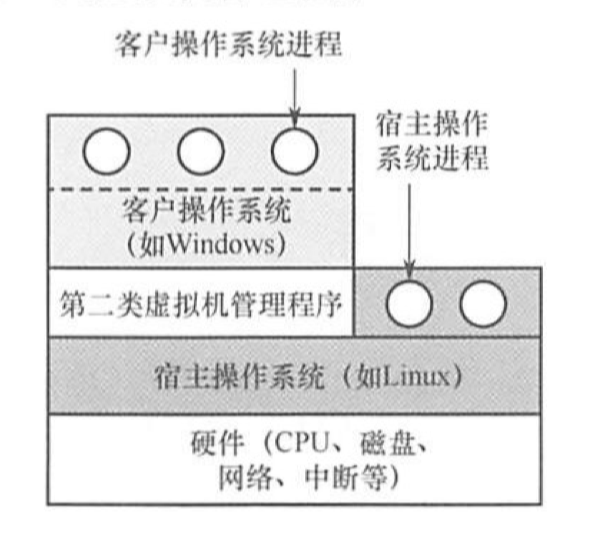 客户操作系统进程
宿主操作
系统进程
客户操作系统
(如Windows)
第二类虚拟机管理程序
宿主操作系统（如Linux）
硬件（CPU、磁盘、
网络、中断等）